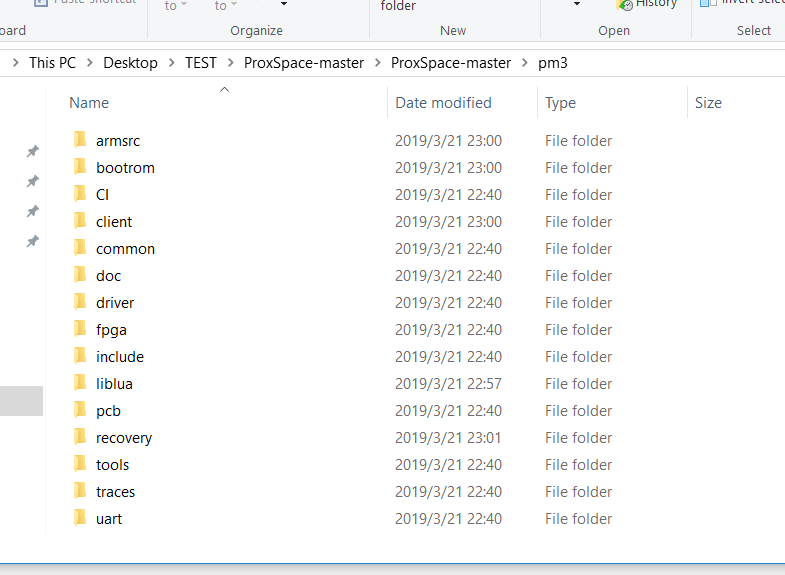 Paste shortcut
to
to
folder
History
Invert selec
oard
Organize
New
Open
Select
This PC
Desktop
TEST
ProxSpace-master
ProxSpace-master
pm3
Name
Date modified
Type
Size
armsrc 2019/3/21 23:00 File folder
bootrom 2019/3/21 23:00 File folder
CI 2019/3/21 22:40 File folder
client 2019/3/21 23:00 File folder
common 2019/3/21 22:40 File folder
doc 2019/3/21 22:40 File folder
driver 2019/3/21 22:40 File folder
fpga 2019/3/21 22:40 File folder
include 2019/3/21 22:40 File folder
liblua 2019/3/21 22:57 File folder
pcb 2019/3/21 22:40 File folder
recovery 2019/3/21 23:01 File folder
tools 2019/3/21 22:40 File folder
traces 2019/3/21 22:40 File folder
uart 2019/3/21 22:40 File folder